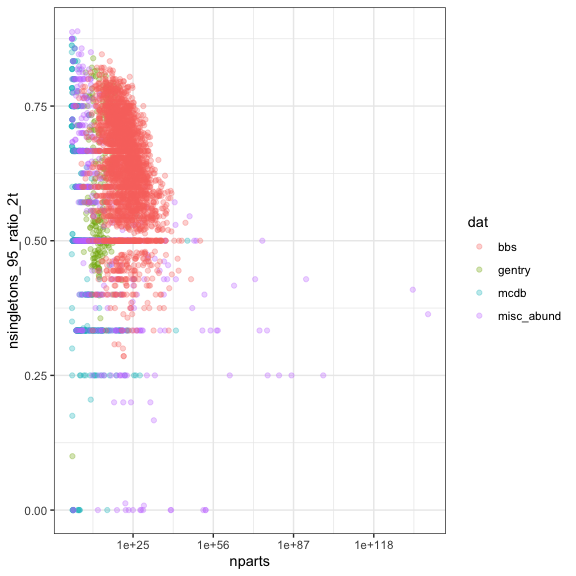 nsingletons_95_ratio_2t
0.75
0.50
0.25
0.00
1e+25
1e+56
1e+87
1e+118
nparts
dat
bbs
gentry
mcdb
misc_abund